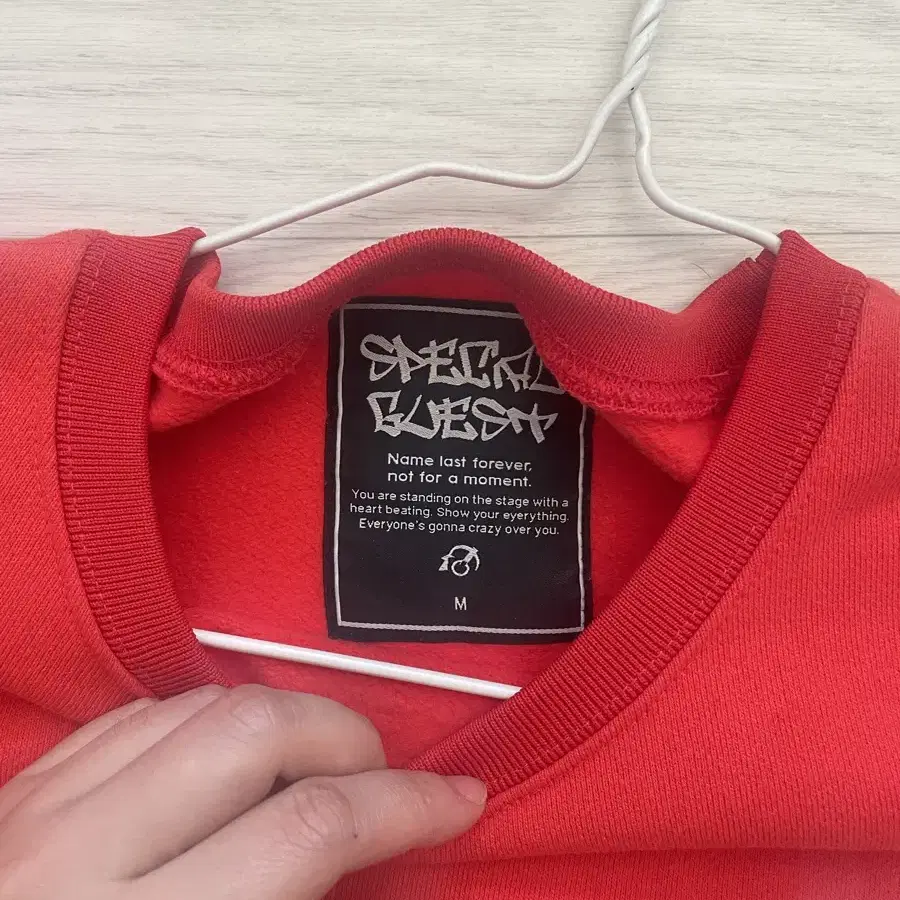 SPECIAL
GUEST
Name last forever,
not for a moment.
You are standing on the stage with a
heart beating. Show your eyerything.
Everyone's gonna crazy over you.
M